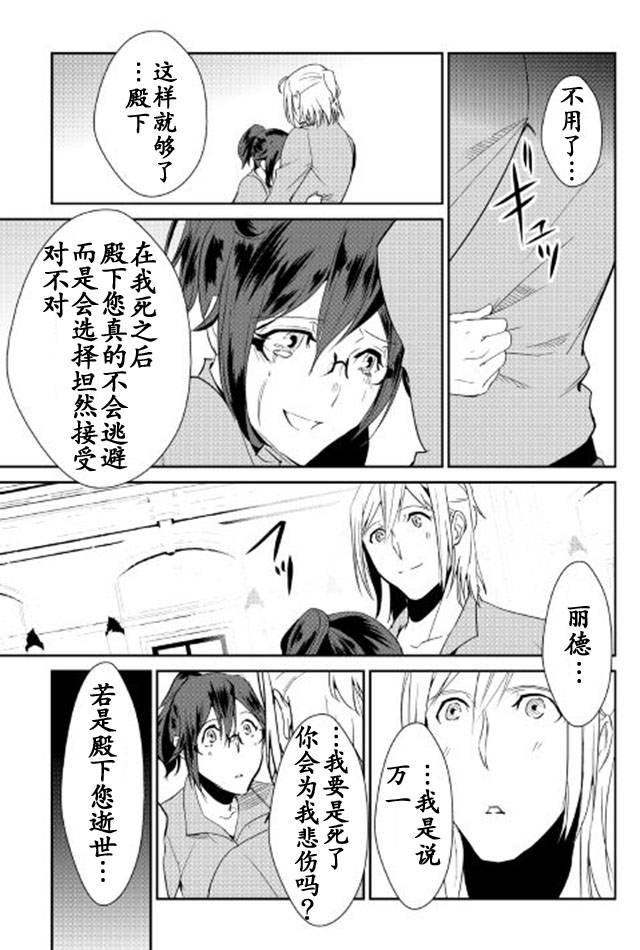 不用了…
ギュッ
这样就够了
…殿下
在我死之后
殿下您真的不会逃避
而是会选择坦然接受
对不对
丽德…
…我是说
万一
…我要是死了
你会为我悲伤吗？
若是殿下您逝世…